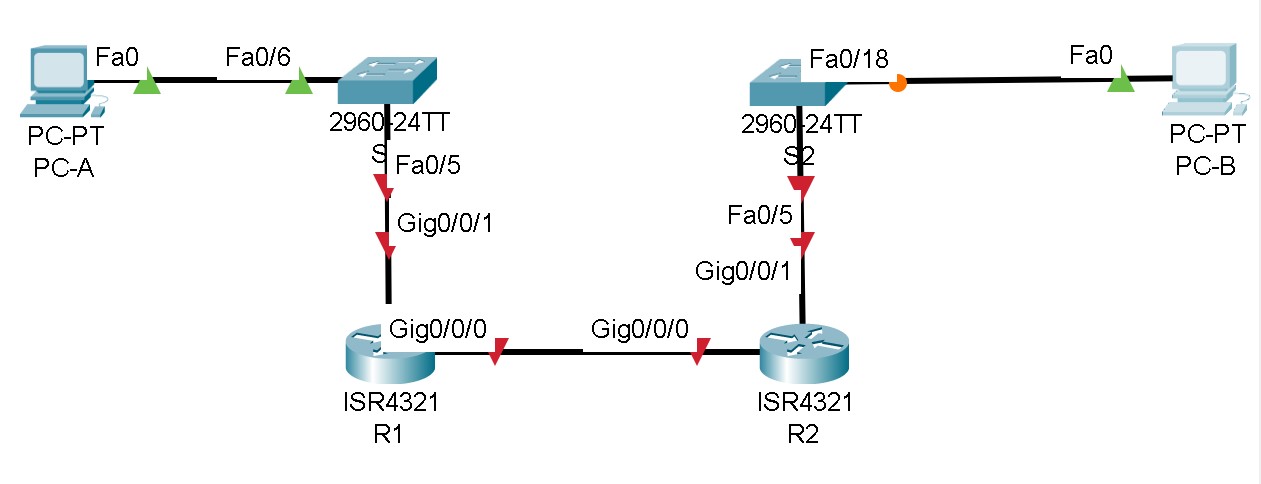 Fa0
Fa0/6
Fa0/18
Fa0
2960-24TT
S
PC-PT
PC-A
2960-24TT
S2
PC-PT
PC-B
Fa0/5
Gig0/0/1
Fa0/5
Gig0/0/1
Gig0/0/0
Gig0/0/0
ISR4321
R1
ISR4321
R2